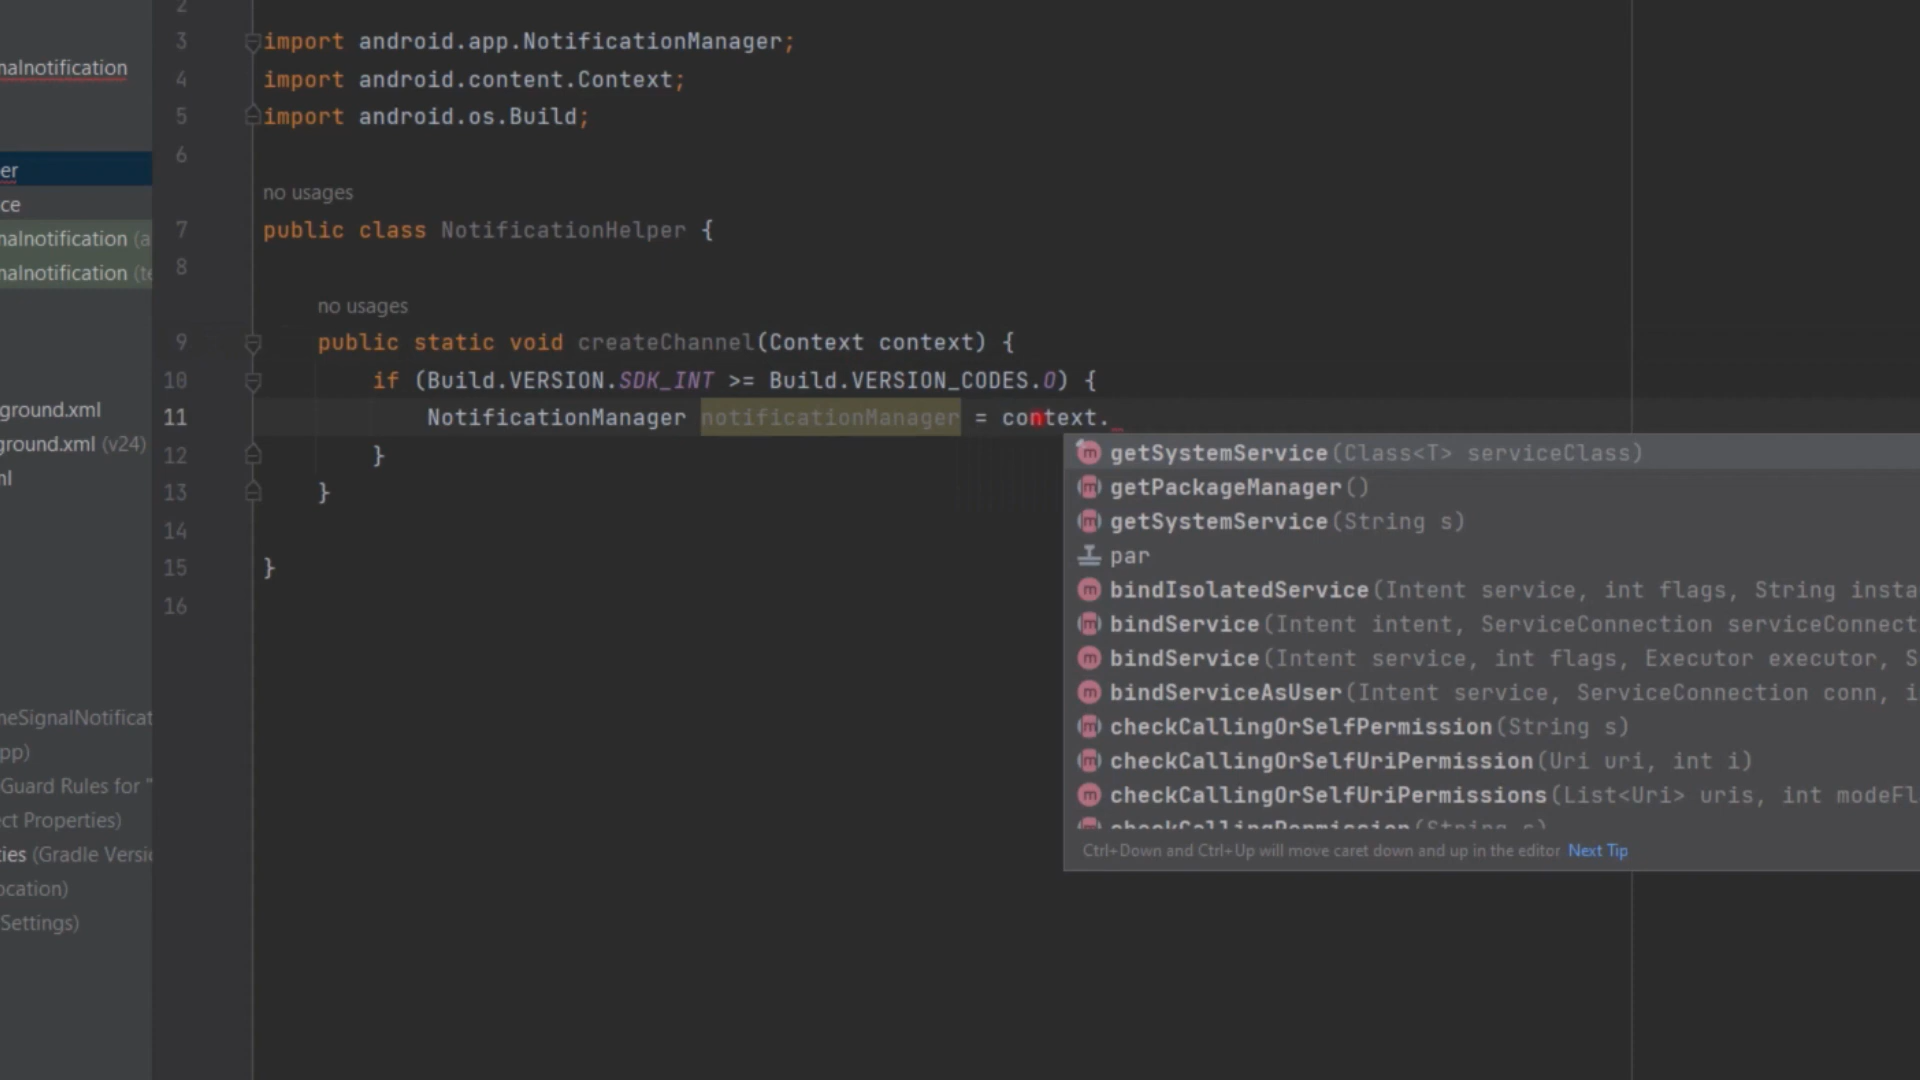 2
3 import android.app.NotificationManager;
4 import android.content.Context;
5 import android.os.Build;
6
no usages
7 public class NotificationHelper {
8
no usages
9 public static void createChannel(Context context) {
10 if (Build.VERSION.SDK_INT >= Build.VERSION_CODES.O) {
11 NotificationManager notificationManager = context.
12 }
13 }
14
15 }
16
getSystemService(Class<T> serviceClass)
getPackageManager()
getSystemService(String s)
par
bindIsolatedService(Intent service, int flags, String insta
bindService(Intent intent, ServiceConnection serviceConnect
bindService(Intent service, int flags, Executor executor, S
bindServiceAsUser(Intent service, ServiceConnection conn, i
checkCallingOrSelfPermission(String s)
checkCallingOrSelfUriPermission(Uri uri, int i)
checkCallingOrSelfUriPermissions(List<Uri> uris, int modeFl
checkCallingPermission(String s)
Ctrl+Down and Ctrl+Up will move caret down and up in the editor Next Tip
nalnotification
er
ce
nalnotification (a
nalnotification (te
ground.xml
ground.xml (v24)
ml
neSignalNotificat
pp)
Guard Rules for "
ct Properties)
ties (Gradle Versic
ocation)
Settings)